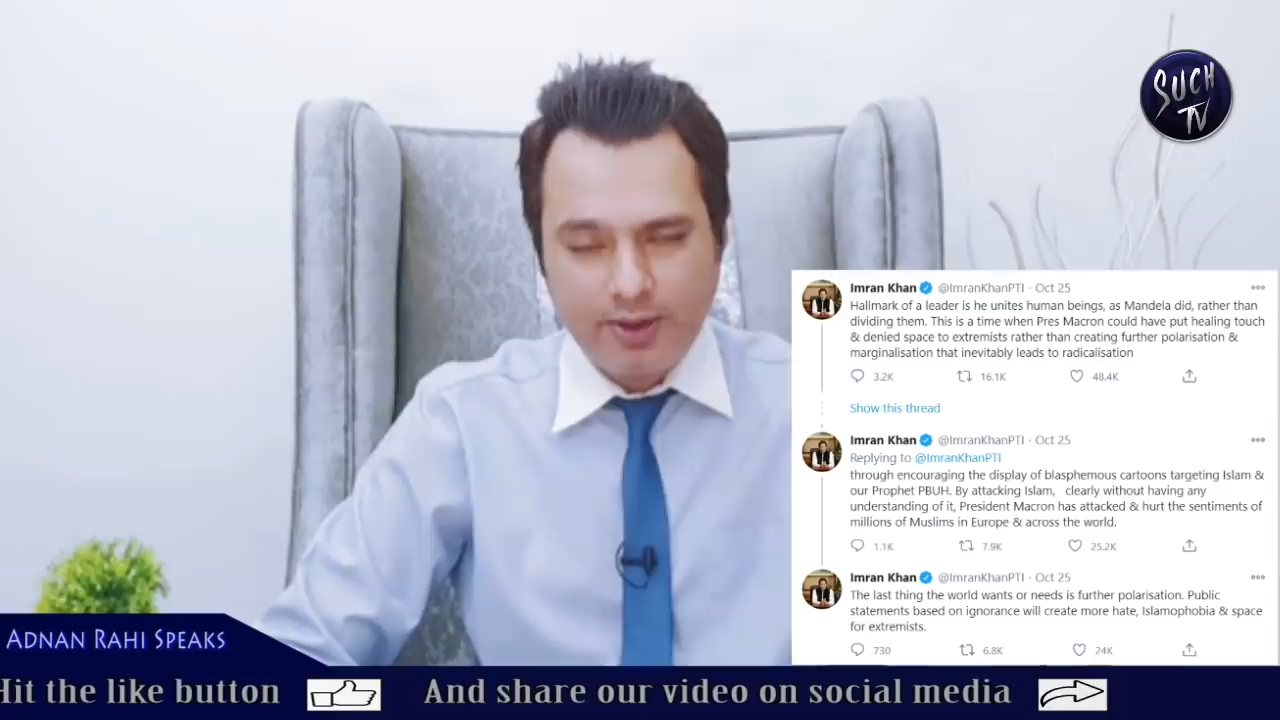 SUCH
TV
Imran Khan @ImranKhanPTI · Oct 25
Hallmark of a leader is he unites human beings, as Mandela did, rather than
dividing them. This is a time when Pres Macron could have put healing touch
& denied space to extremists rather than creating further polarisation &
marginalisation that inevitably leads to radicalisation
3.2K 16.1K 48.4K
Show this thread
Imran Khan @ImranKhanPTI · Oct 25
Replying to @ImranKhanPTI
through encouraging the display of blasphemous cartoons targeting Islam &
our Prophet PBUH. By attacking Islam, clearly without having any
understanding of it, President Macron has attacked & hurt the sentiments of
millions of Muslims in Europe & across the world.
1.1K 7.9K 25.2K
Imran Khan @ImranKhanPTI · Oct 25
The last thing the world wants or needs is further polarisation. Public
statements based on ignorance will create more hate, Islamophobia & space
for extremists.
730 6.8K 24K
ADNAN RAHI SPEAKS
Hit the like button And share our video on social media